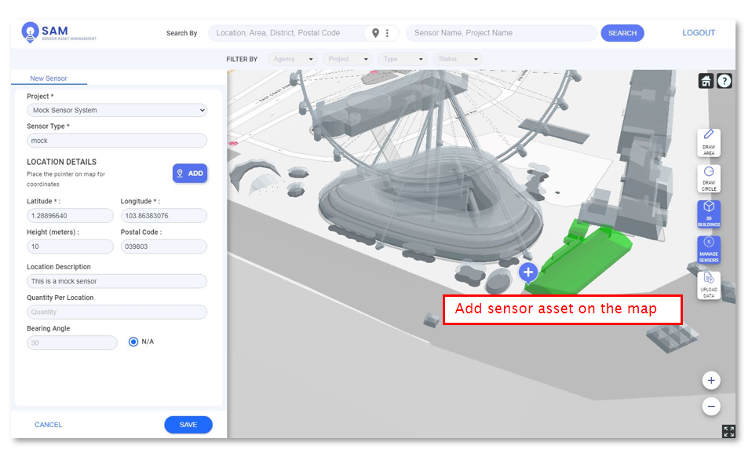 SAM
SENSOR ASSET MANAGEMENT
Search By
Location, Area, District, Postal Code
Sensor Name, Project Name
SEARCH
LOGOUT
FILTER BY
Agency
Project
Type
Status
New Sensor
Project *
Mock Sensor System
Sensor Type *
mock
LOCATION DETAILS
Place the pointer on map for
coordinates
ADD
Latitude * :
Longitude * :
1.28896640
103.86383076
Height (meters) :
Postal Code :
10
039803
Location Description
This is a mock sensor
Quantity Per Location
Quantity
Bearing Angle
30
N/A
CANCEL
SAVE
?
DRAW
AREA
DRAW
CIRCLE
3D
BUILDINGS
MANAGE
SENSORS
UPLOAD
DATA
Add sensor asset on the map